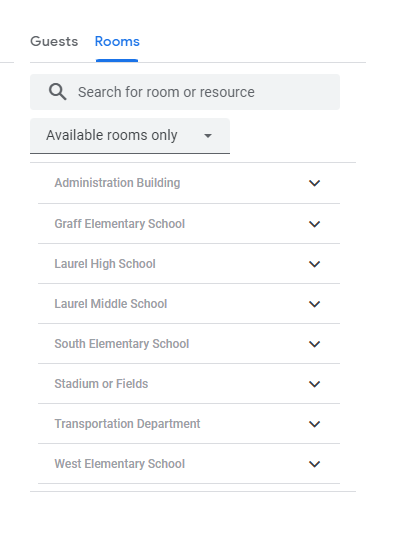 Guests Rooms
Search for room or resource
Available rooms only
Administration Building
Graff Elementary School
Laurel High School
Laurel Middle School
South Elementary School
Stadium or Fields
Transportation Department
West Elementary School